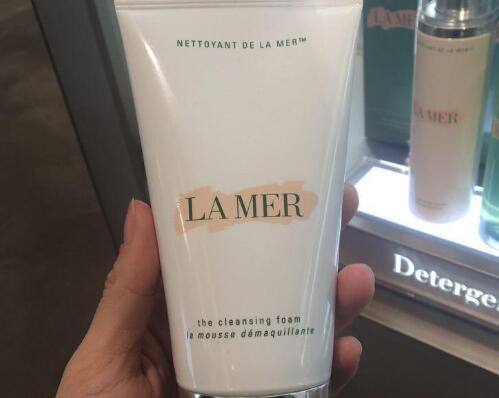 NETTOYANT DE LA MER™
LA MER
the cleansing foam
la mousse démaquillante
LA MER
LA MER
Deterge